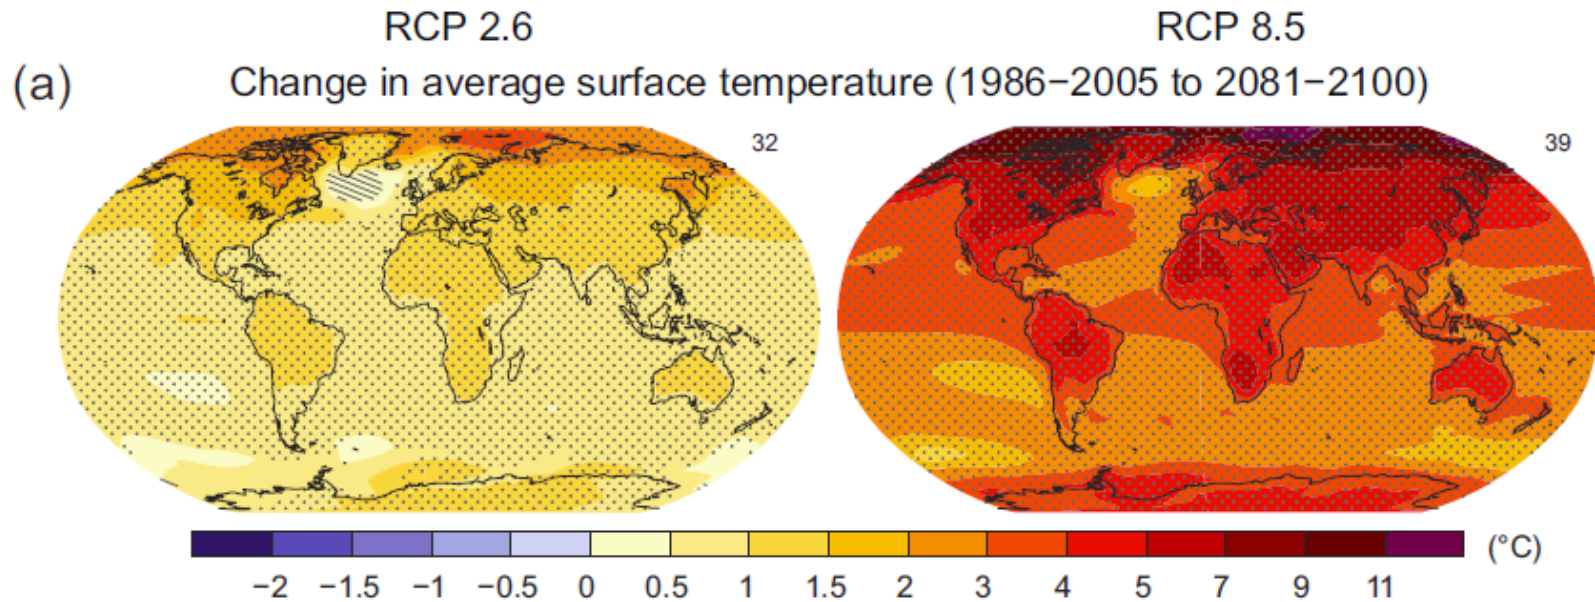 RCP 2.6 RCP 8.5
(a) Change in average surface temperature (1986−2005 to 2081−2100)
32 39
(°C)
−2 −1.5 −1 −0.5 0 0.5 1 1.5 2 3 4 5 7 9 11